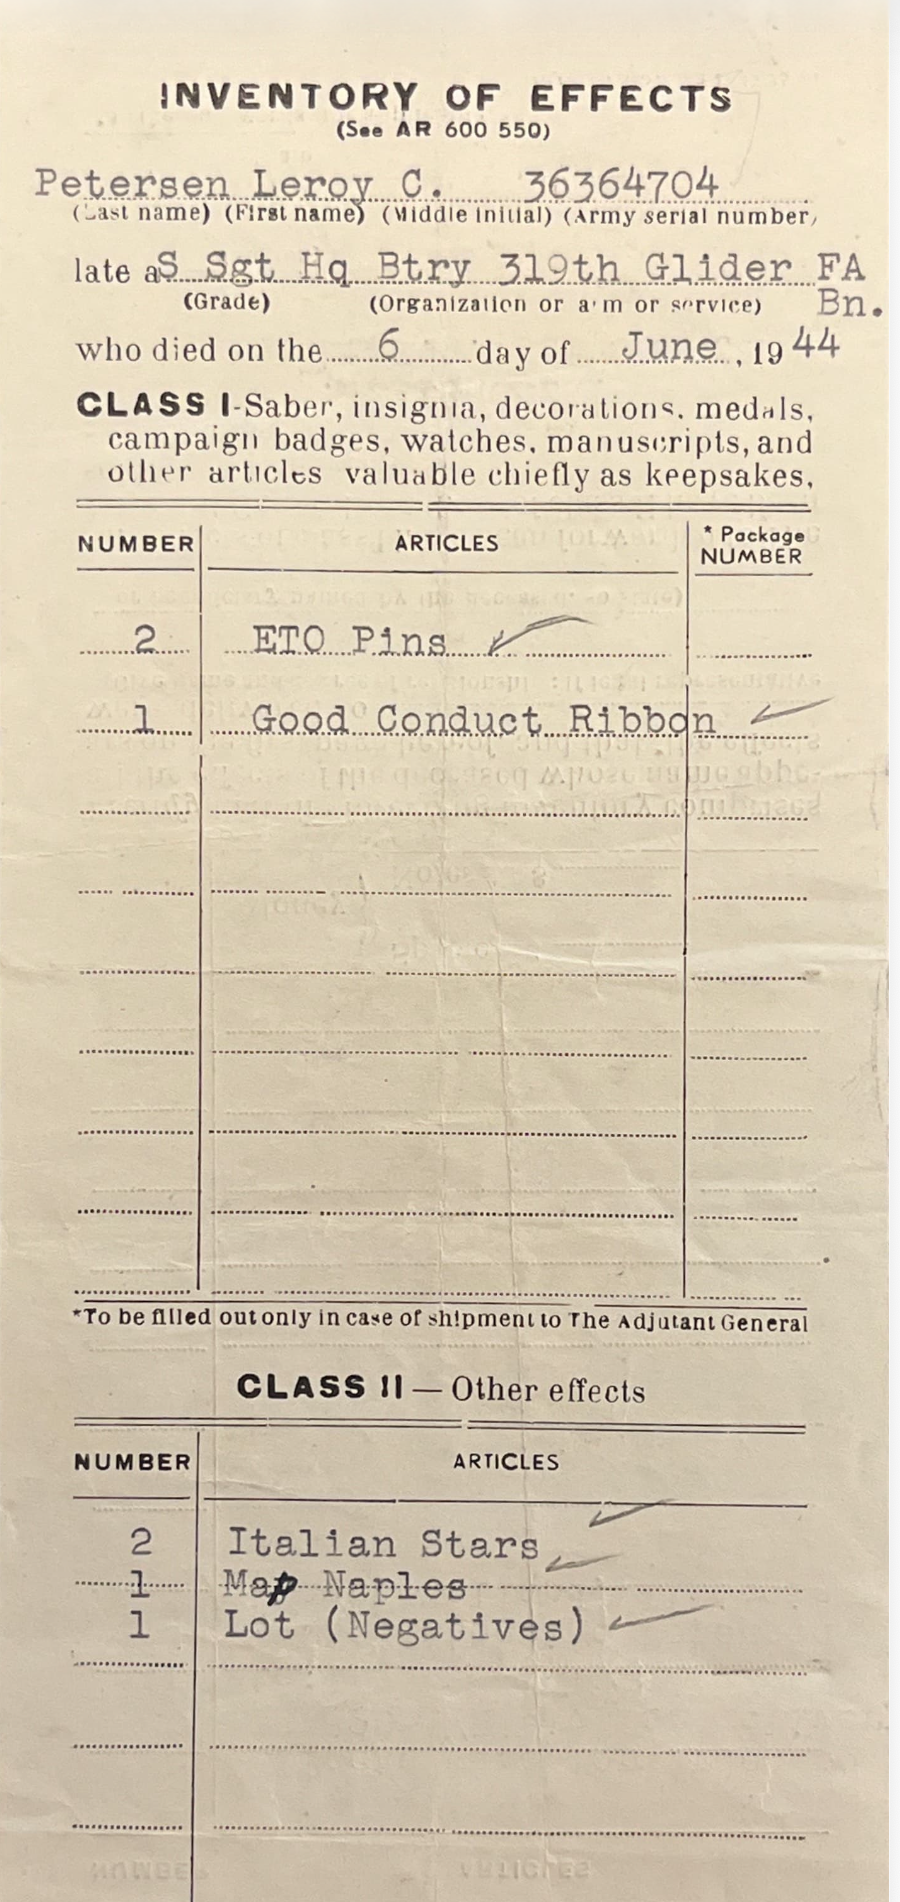 INVENTORY OF EFFECTS
(See AR 600 550)
Petersen Leroy C. 36364704
(Last name) (First name) (Middle initial) (Army serial number)
late a S Sgt Hq Btry 319th Glider FA
(Grade) (Organization or arm or service) Bn.
who died on the 6 day of June, 1944
CLASS I-Saber, insignia, decorations, medals,
campaign badges, watches, manuscripts, and
other articles valuable chiefly as keepsakes,
NUMBER ARTICLES * Package NUMBER
2 ETO Pins
1 Good Conduct Ribbon
*To be filled out only in case of shipment to The Adjutant General
CLASS II — Other effects
NUMBER ARTICLES
2 Italian Stars
1 Map Naples
1 Lot (Negatives)
NUMBER ARTICLES